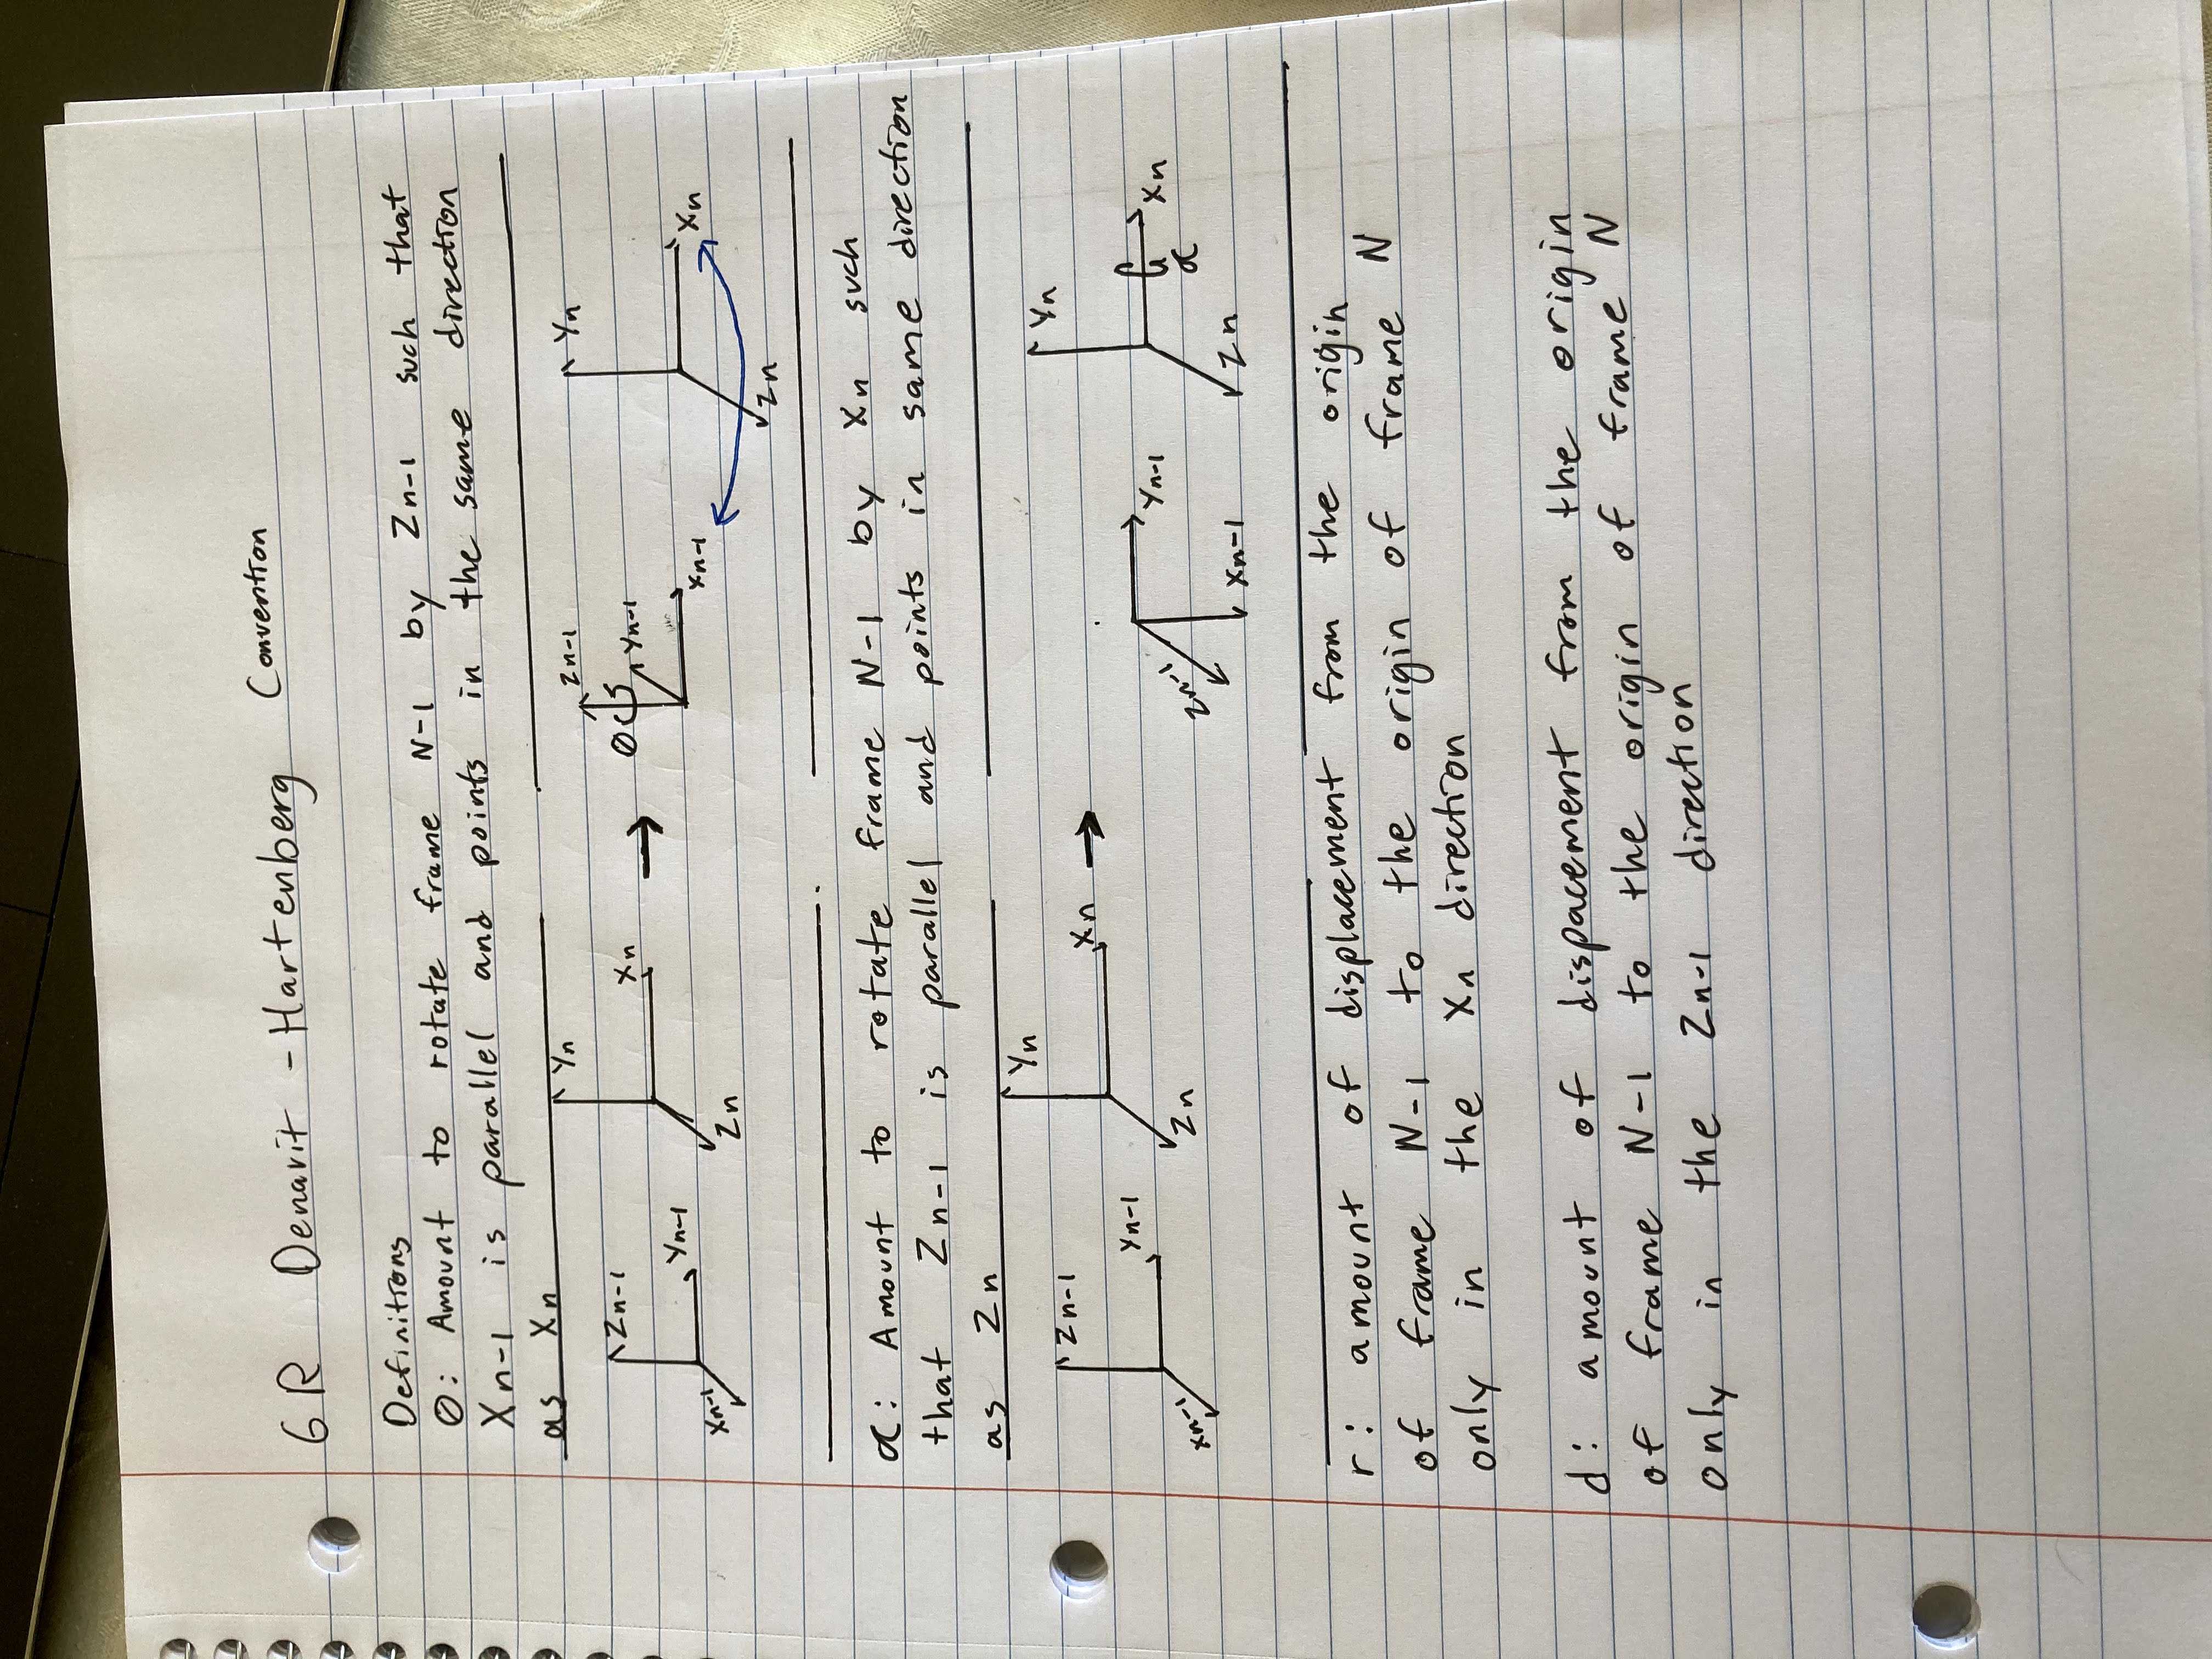 6R Denavit - Hartenberg Convention
Definitions
θ: Amount to rotate frame N-1 by Zn-1 such that
Xn-1 is parallel and points in the same direction
as Xn
Zn-1
Yn-1
Xn-1
Yn
Xn
Zn
Zn-1
θ
Yn-1
Xn-1
Yn
Xn
Zn
α: Amount to rotate frame N-1 by Xn such
that Zn-1 is parallel and points in same direction
as Zn
Zn-1
Yn-1
Xn-1
Yn
Xn
Zn
Yn-1
Zn-1
Xn-1
Yn
Xn
α
Zn
r: amount of displacement from the origin
of frame N-1 to the origin of frame N
only in the Xn direction
d: amount of dispacement from the origin
of frame N-1 to the origin of frame N
only in the Zn-1 direction